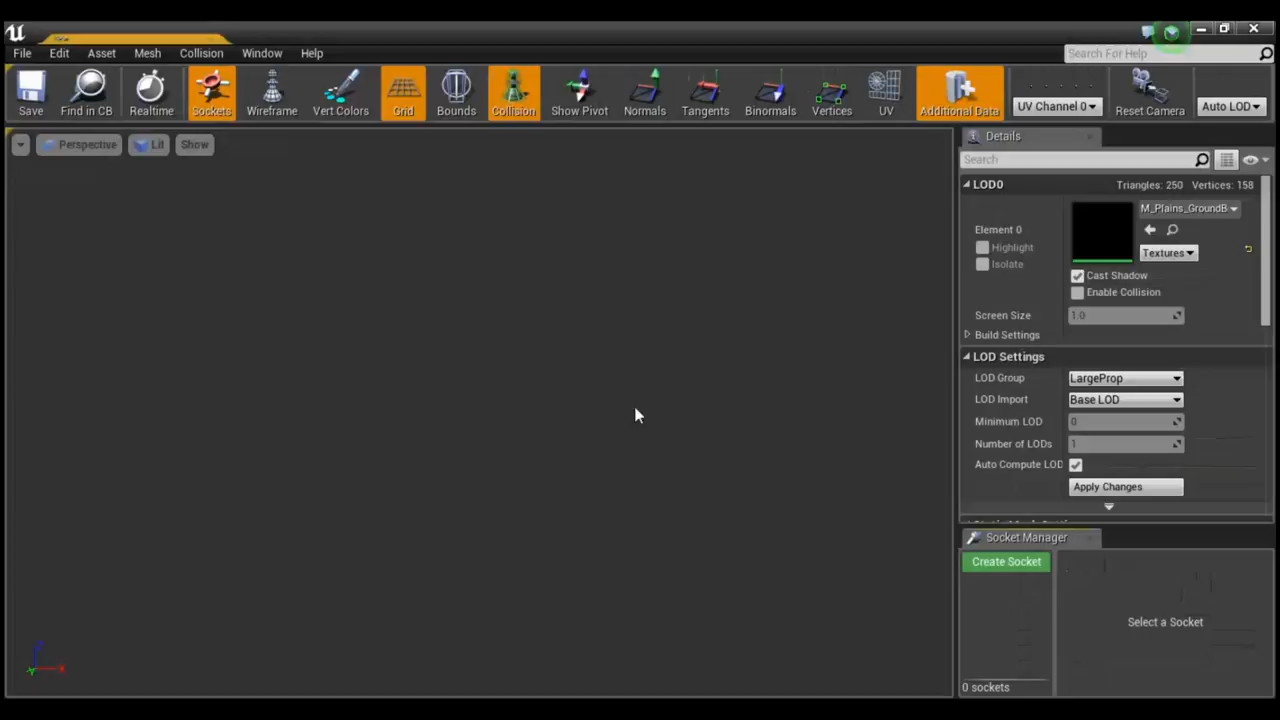 File Edit Asset Mesh Collision Window Help
Search For Help
Save Find in CB Realtime Sockets Wireframe Vert Colors Grid Bounds Collision Show Pivot Normals Tangents Binormals Vertices UV Additional Data UV Channel 0 Reset Camera Auto LOD
Perspective Lit Show
Details
Search
LOD0 Triangles: 250 Vertices: 158
M_Plains_GroundB
Element 0
Highlight
Isolate
Textures
Cast Shadow
Enable Collision
Screen Size 1.0
Build Settings
LOD Settings
LOD Group LargeProp
LOD Import Base LOD
Minimum LOD 0
Number of LODs 1
Auto Compute LOD
Apply Changes
Socket Manager
Create Socket
Select a Socket
0 sockets